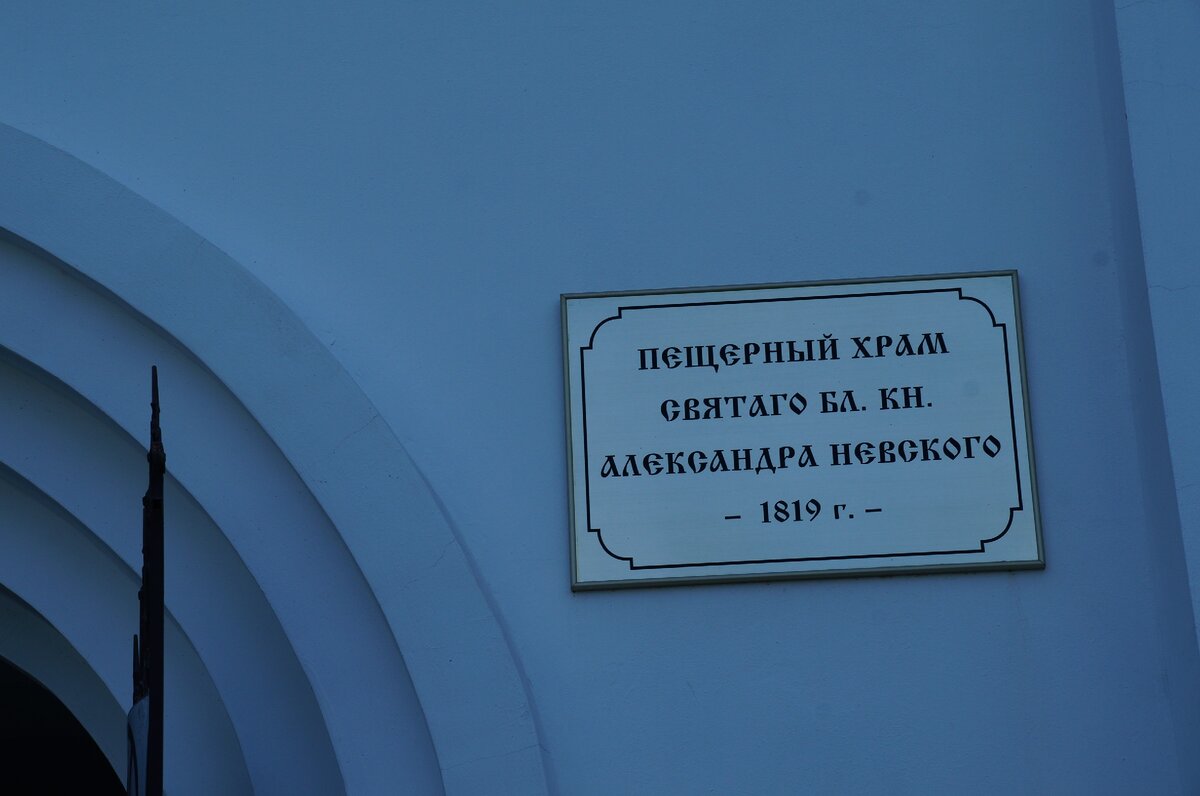 ПЕЩЕРНЫЙ ХРАМ
СВЯТАГО БЛ. КН.
АЛЕКСАНДРА НЕВСКОГО
– 1819 г. –